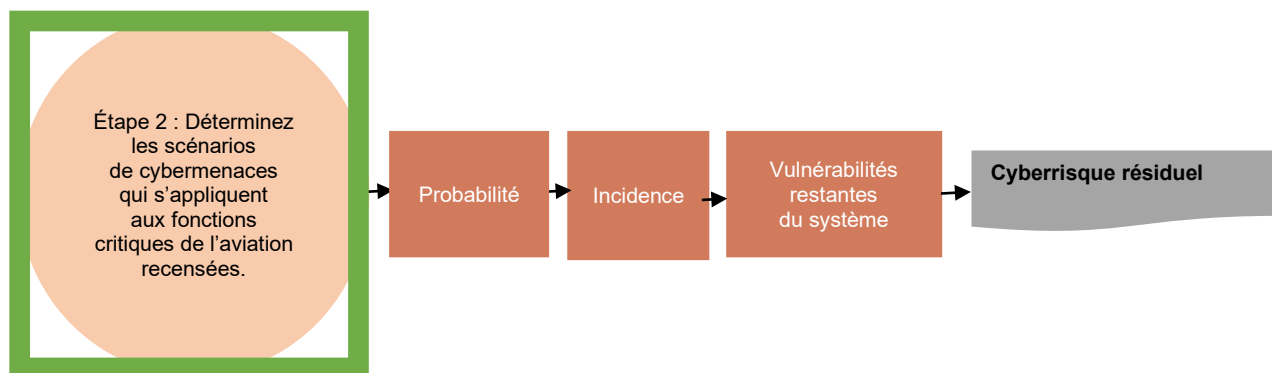 Étape 2 : Déterminez
les scénarios
de cybermenaces
qui s’appliquent
aux fonctions
critiques de l’aviation
recensées.
Probabilité
Incidence
Vulnérabilités
restantes
du système
Cyberrisque résiduel